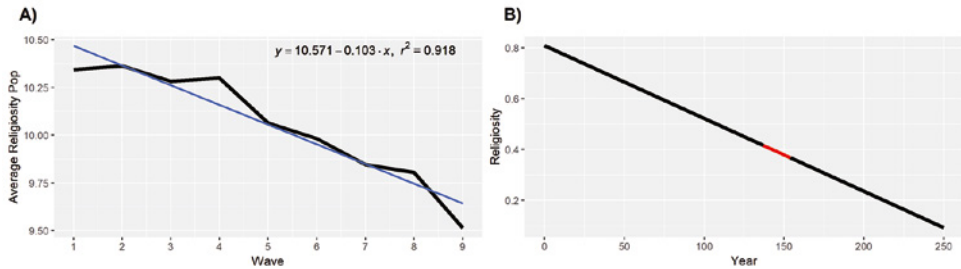 A)
y = 10.571 − 0.103 · x, r² = 0.918
Average Religiosity Pop
10.50
10.25
10.00
9.75
9.50
1 2 3 4 5 6 7 8 9
Wave
B)
Religiosity
0.8
0.6
0.4
0.2
0 50 100 150 200 250
Year